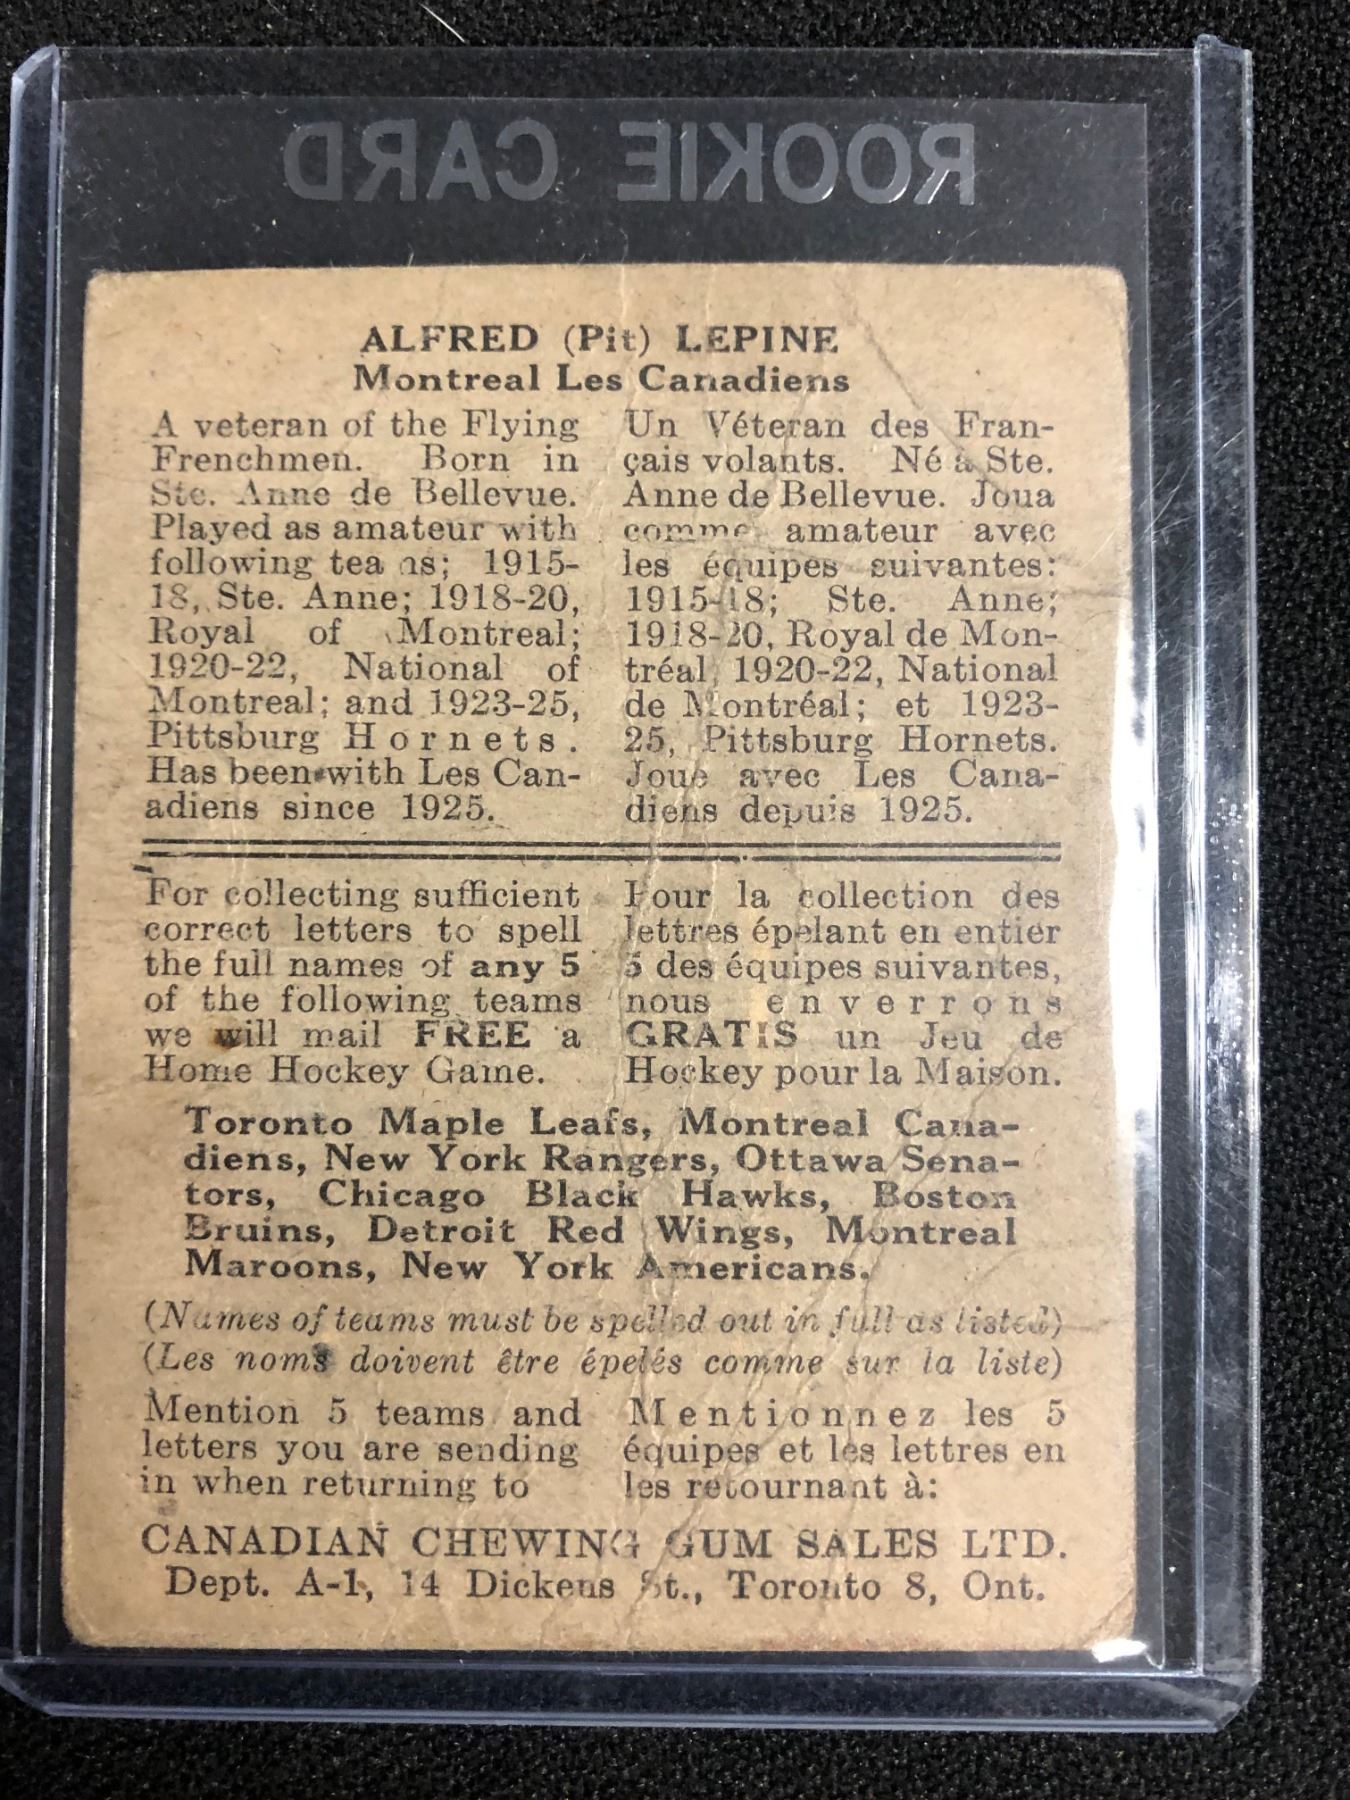 ROOKIE CARD
ALFRED (Pit) LEPINE
Montreal Les Canadiens
A veteran of the Flying
Frenchmen. Born in
Ste. Anne de Bellevue.
Played as amateur with
following tea ns; 1915-
18, Ste. Anne; 1918-20,
Royal of Montreal;
1920-22, National of
Montreal; and 1923-25,
Pittsburg Hornets.
Has been with Les Can-
adiens since 1925.
Un Véteran des Fran-
çais volants. Né à Ste.
Anne de Bellevue. Joua
comme amateur avec
les équipes suivantes:
1915-18; Ste. Anne;
1918-20, Royal de Mon-
tréal, 1920-22, National
de Montréal; et 1923-
25, Pittsburg Hornets.
Joue avec Les Cana-
diens depuis 1925.
For collecting sufficient
correct letters to spell
the full names of any 5
of the following teams
we will mail FREE a
Home Hockey Game.
Pour la collection des
lettres épelant en entier
5 des équipes suivantes,
nous enverrons
GRATIS un Jeu de
Hockey pour la Maison.
Toronto Maple Leafs, Montreal Cana-
diens, New York Rangers, Ottawa Sena-
tors, Chicago Black Hawks, Boston
Bruins, Detroit Red Wings, Montreal
Maroons, New York Americans.
(Names of teams must be spelled out in full as listed)
(Les noms doivent être épelés comme sur la liste)
Mention 5 teams and
letters you are sending
in when returning to
Mentionnez les 5
équipes et les lettres en
les retournant à:
CANADIAN CHEWING GUM SALES LTD.
Dept. A-1, 14 Dickens St., Toronto 8, Ont.